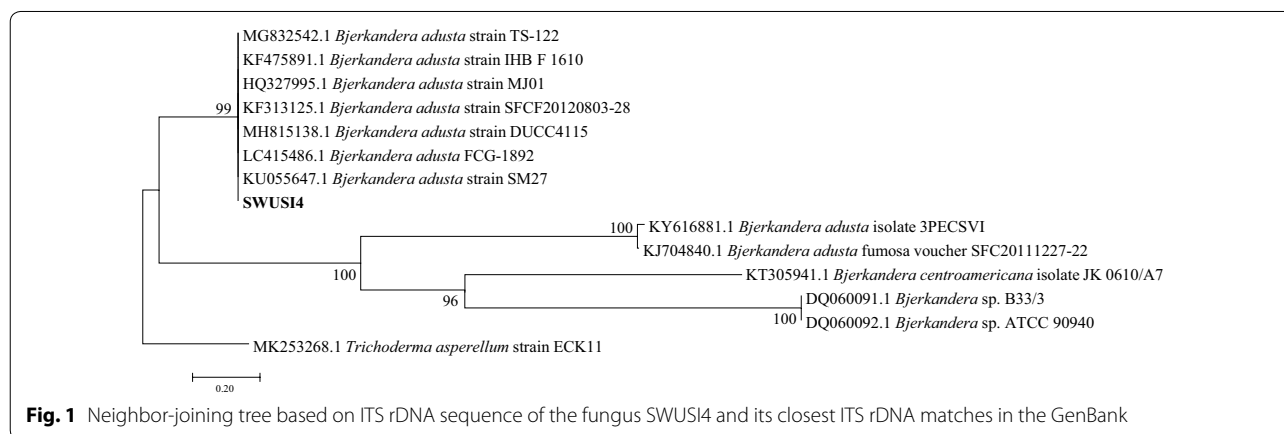 MG832542.1 Bjerkandera adusta strain TS-122
KF475891.1 Bjerkandera adusta strain IHB F 1610
HQ327995.1 Bjerkandera adusta strain MJ01
99
KF313125.1 Bjerkandera adusta strain SFCF20120803-28
MH815138.1 Bjerkandera adusta strain DUCC4115
LC415486.1 Bjerkandera adusta FCG-1892
KU055647.1 Bjerkandera adusta strain SM27
SWUSI4
100
KY616881.1 Bjerkandera adusta isolate 3PECSVI
KJ704840.1 Bjerkandera adusta fumosa voucher SFC20111227-22
100
KT305941.1 Bjerkandera centroamericana isolate JK 0610/A7
96
DQ060091.1 Bjerkandera sp. B33/3
100
DQ060092.1 Bjerkandera sp. ATCC 90940
MK253268.1 Trichoderma asperellum strain ECK11
0.20
Fig. 1 Neighbor-joining tree based on ITS rDNA sequence of the fungus SWUSI4 and its closest ITS rDNA matches in the GenBank